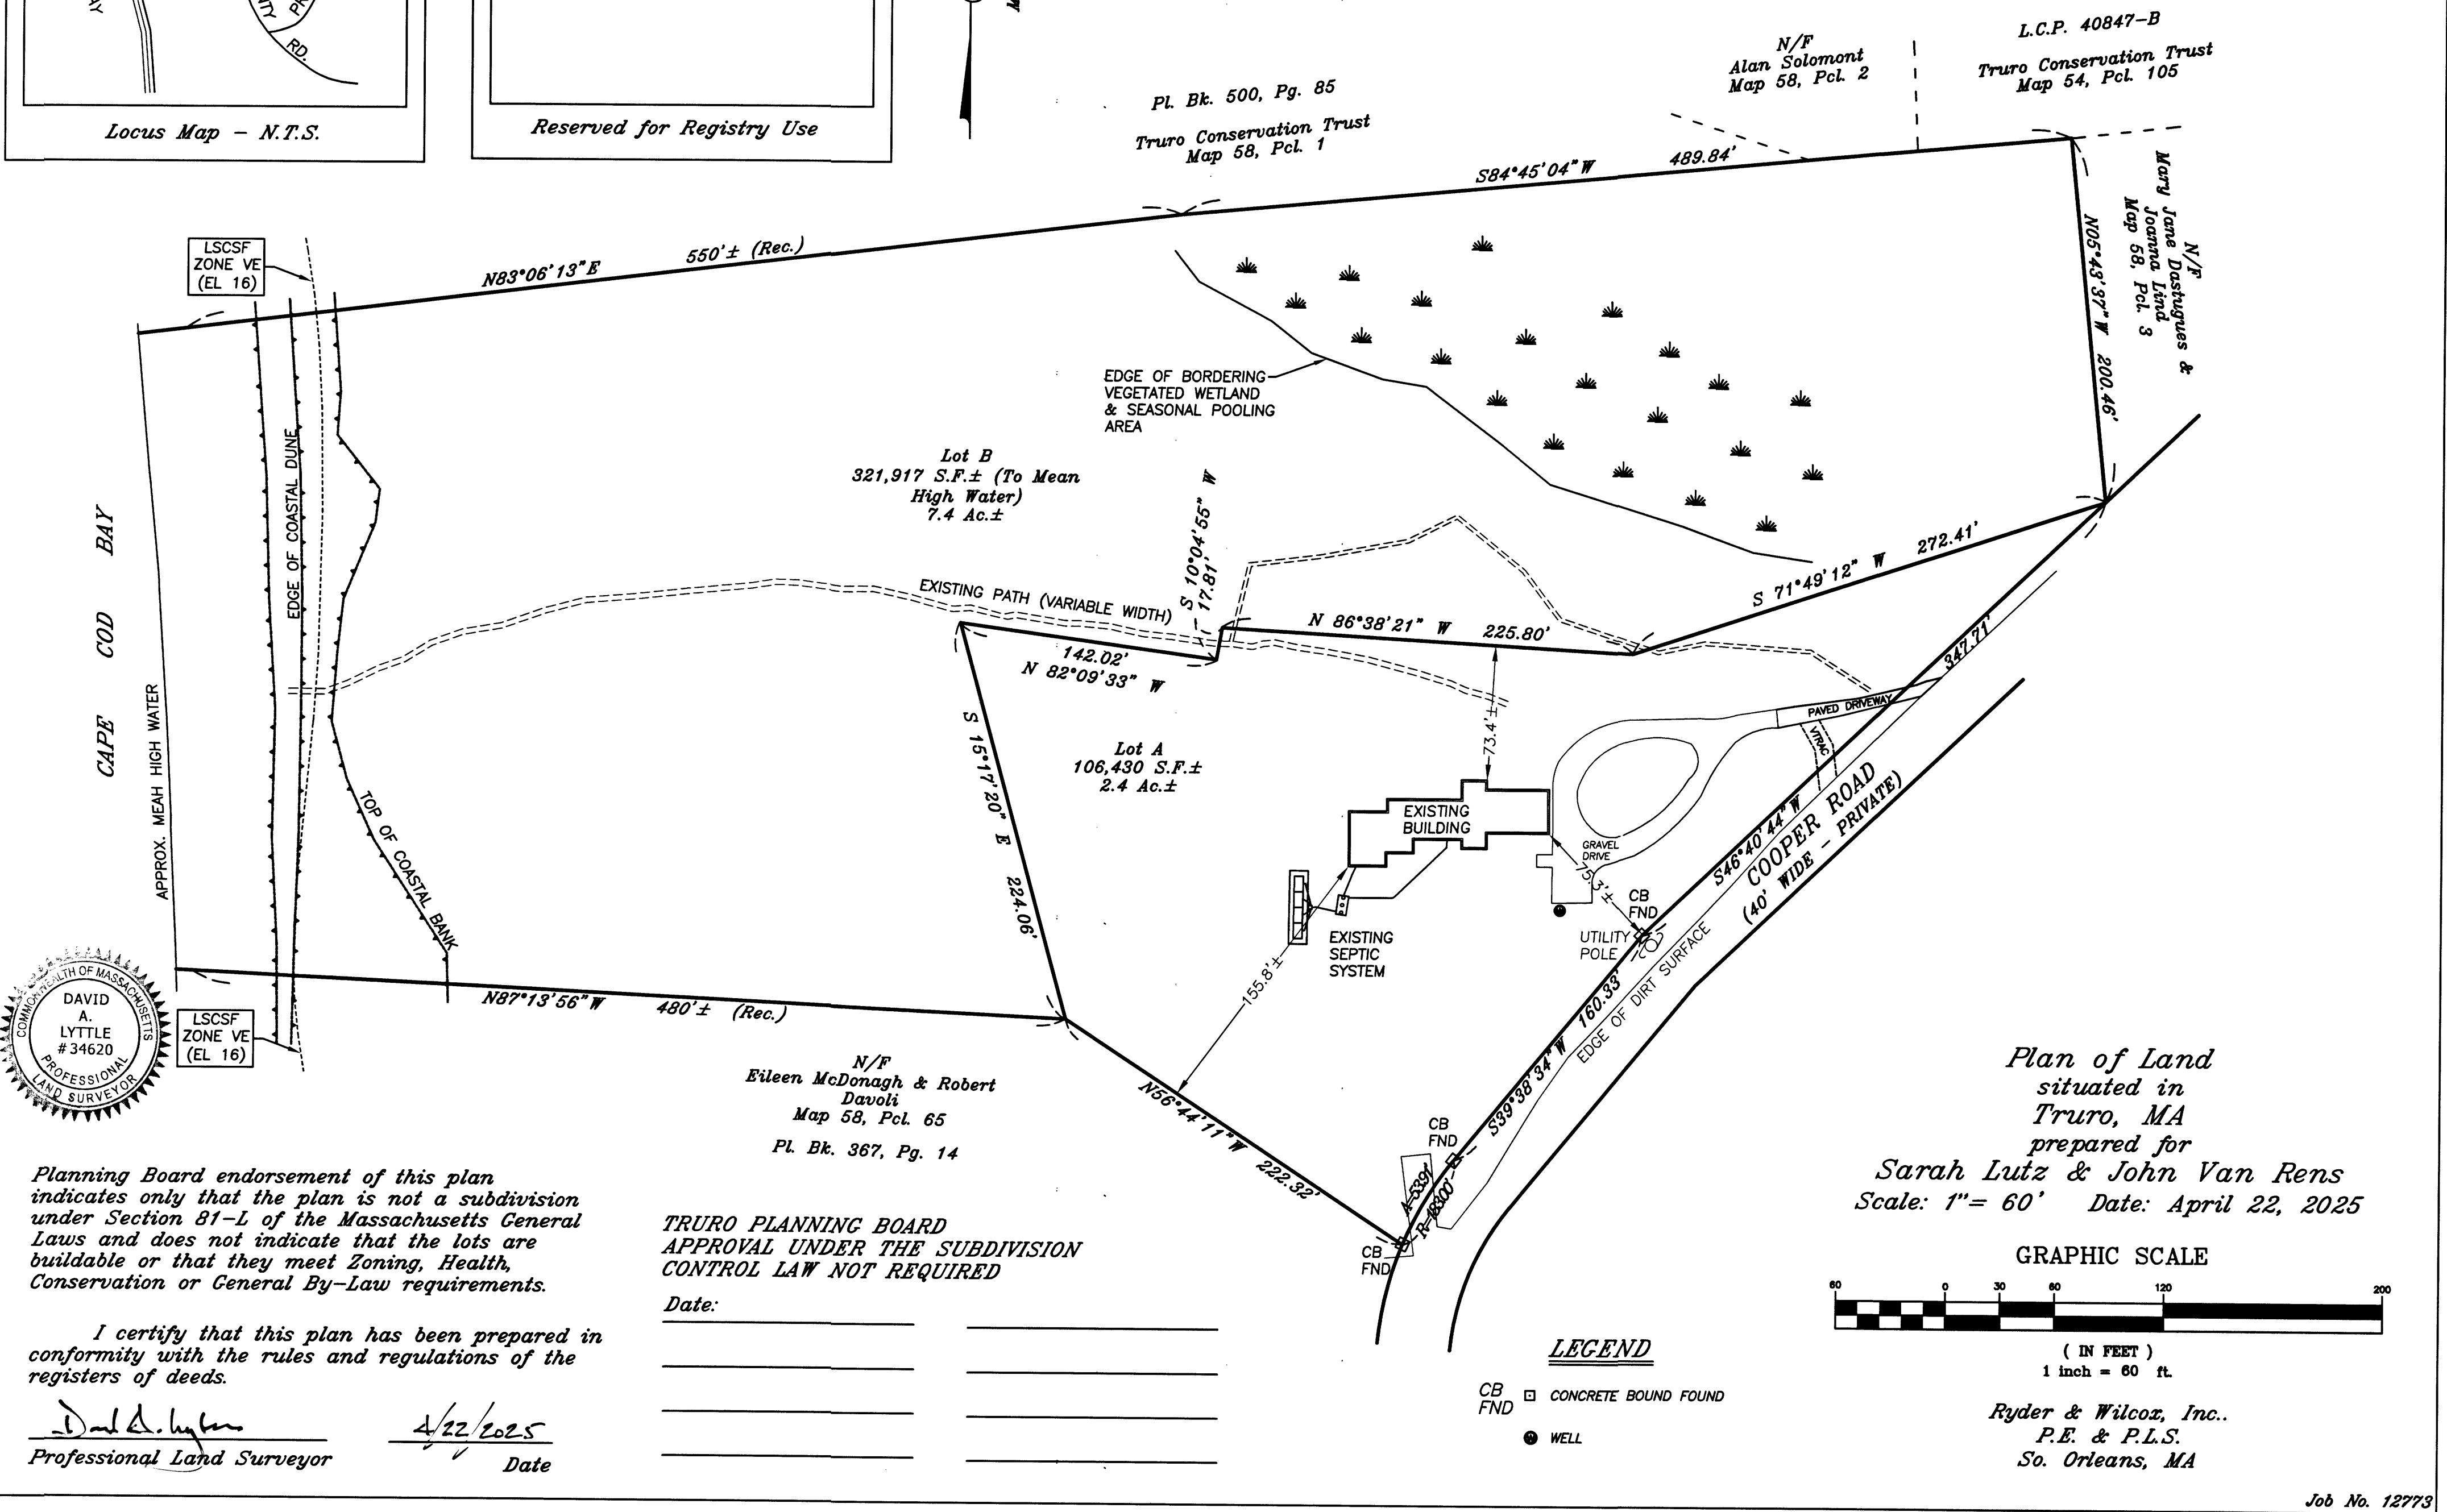 RD.
Locus Map - N.T.S.
Reserved for Registry Use
Pl. Bk. 500, Pg. 85
Truro Conservation Trust
Map 58, Pcl. 1
N/F
Alan Solomont
Map 58, Pcl. 2
L.C.P. 40847-B
Truro Conservation Trust
Map 54, Pcl. 105
N/F
Mary Jane Dastugues &
Joanna Lind
Map 58, Pcl. 3
S84°45'04" W 489.84'
N83°06'13" E 550'± (Rec.)
N05°43'37" W 200.46'
LSCSF
ZONE VE
(EL 16)
EDGE OF COASTAL DUNE
CAPE COD BAY
APPROX. MEAH HIGH WATER
TOP OF COASTAL BANK
EDGE OF BORDERING
VEGETATED WETLAND
& SEASONAL POOLING
AREA
Lot B
321,917 S.F.± (To Mean
High Water)
7.4 Ac.±
EXISTING PATH (VARIABLE WIDTH)
S 10°04'55" W
17.81'
N 86°38'21" W 225.80'
S 71°49'12" W 272.41'
142.02'
N 82°09'33" W
S 15°17'20" E 224.06'
Lot A
106,430 S.F.±
2.4 Ac.±
73.4'±
347.71'
PAVED DRIVEWAY
VTRAC
EXISTING
BUILDING
GRAVEL
DRIVE
75.3'±
S46°40'44" W
COOPER ROAD
(40' WIDE - PRIVATE)
CB
FND
UTILITY
POLE
EXISTING
SEPTIC
SYSTEM
155.8'±
EDGE OF DIRT SURFACE
S39°38'34" W 160.33'
N87°13'56" W 480'± (Rec.)
LSCSF
ZONE VE
(EL 16)
COMMONWEALTH OF MASSACHUSETTS
DAVID
A.
LYTTLE
#34620
PROFESSIONAL
LAND SURVEYOR
N/F
Eileen McDonagh & Robert
Davoli
Map 58, Pcl. 65
Pl. Bk. 367, Pg. 14
N56°44'11" W 222.32'
CB
FND
A=53.91'
R=183.00'
CB
FND
Planning Board endorsement of this plan
indicates only that the plan is not a subdivision
under Section 81-L of the Massachusetts General
Laws and does not indicate that the lots are
buildable or that they meet Zoning, Health,
Conservation or General By-Law requirements.
I certify that this plan has been prepared in
conformity with the rules and regulations of the
registers of deeds.
4/22/2025
Professional Land Surveyor
Date
TRURO PLANNING BOARD
APPROVAL UNDER THE SUBDIVISION
CONTROL LAW NOT REQUIRED
Date:
LEGEND
CB
FND CONCRETE BOUND FOUND
WELL
Plan of Land
situated in
Truro, MA
prepared for
Sarah Lutz & John Van Rens
Scale: 1"= 60' Date: April 22, 2025
GRAPHIC SCALE
60 0 30 60 120 200
( IN FEET )
1 inch = 60 ft.
Ryder & Wilcox, Inc..
P.E. & P.L.S.
So. Orleans, MA
Job No. 12773